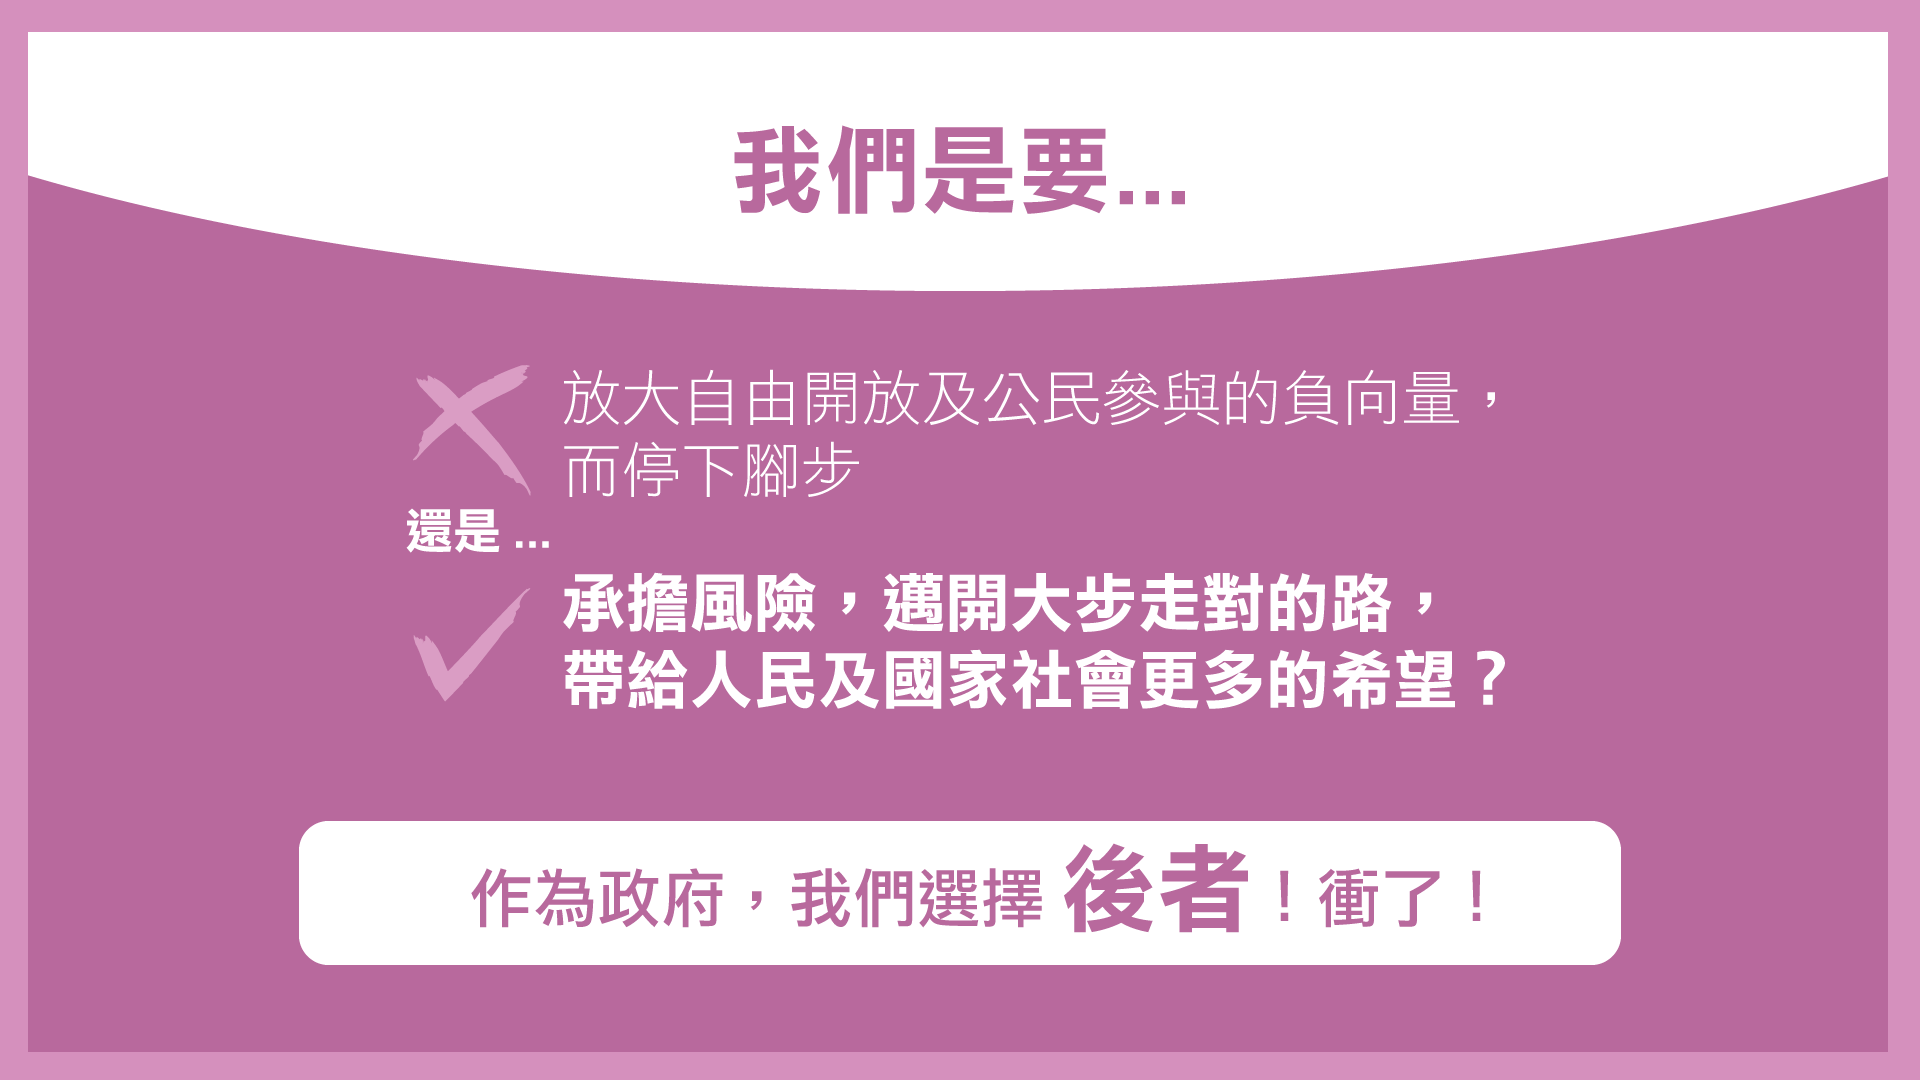 我們是要...
放大自由開放及公民參與的負向量，
而停下腳步
還是 ...
承擔風險，邁開大步走對的路，
帶給人民及國家社會更多的希望？
作為政府，我們選擇 後者！衝了！